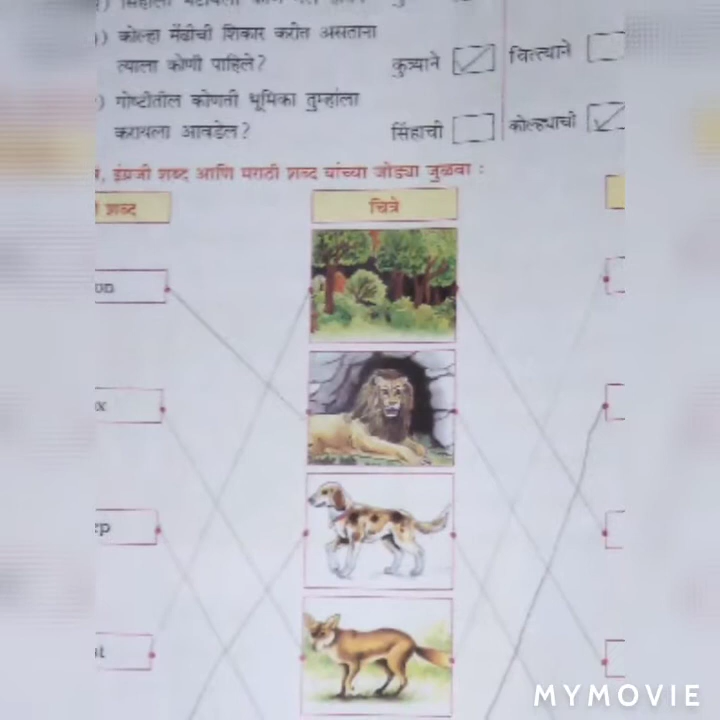 कोल्हा मेंढीची शिकार करीत असताना
त्याला कोणी पाहिले? कुत्र्याने चित्त्याने
गोष्टीतील कोणती भूमिका तुम्हांला
करायला आवडेल? सिंहाची कोल्ह्याची
इंग्रजी शब्द आणि मराठी शब्द यांच्या जोड्या जुळवा :
शब्द चित्रे
MYMOVIE